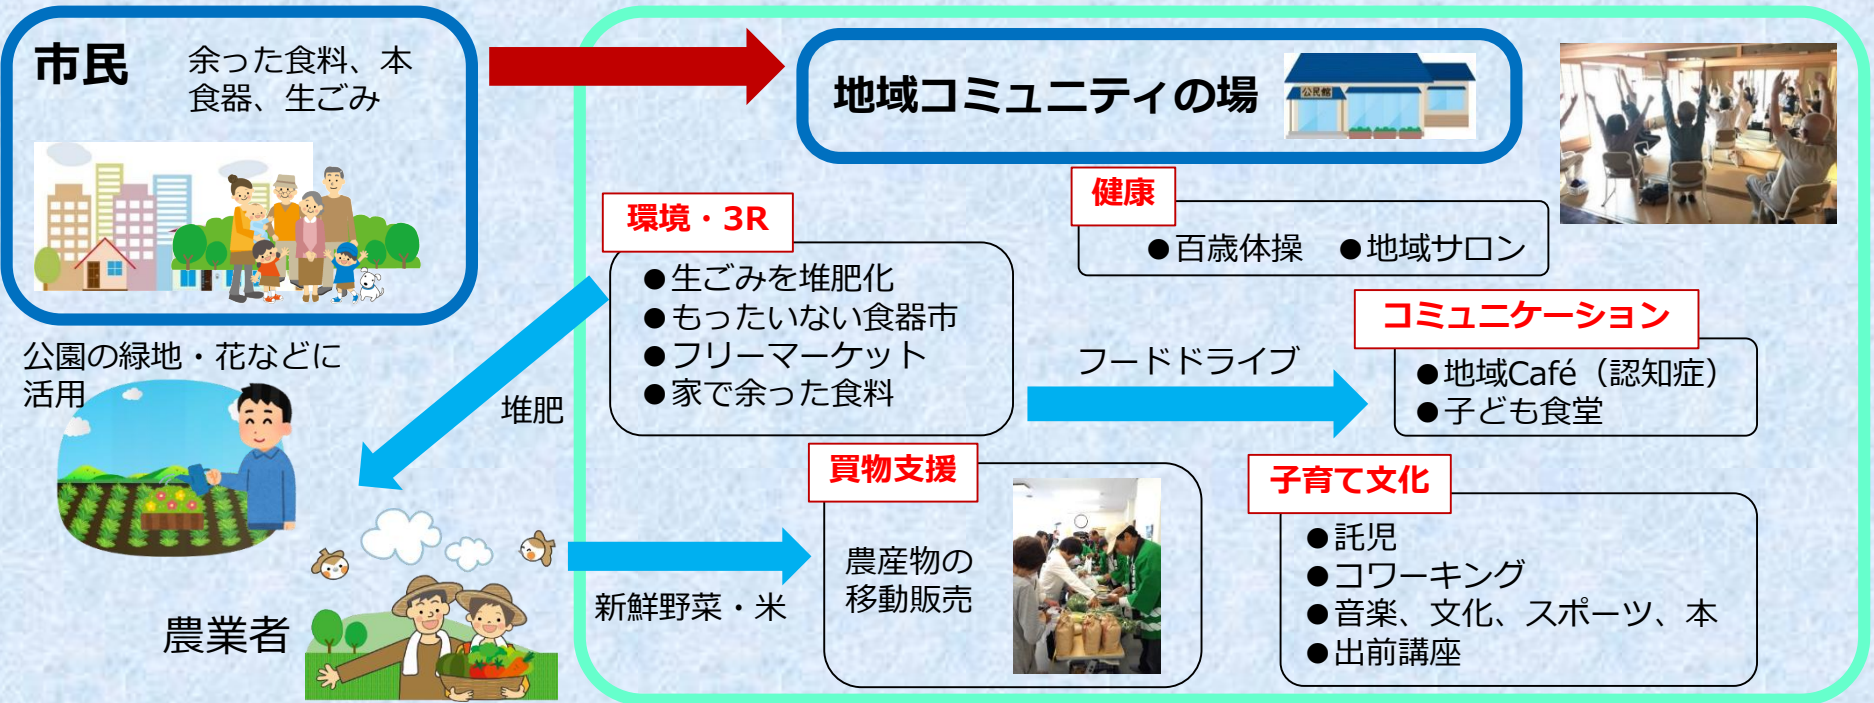 市民
余った食料、本
食器、生ごみ
地域コミュニティの場
公民館
健康
●百歳体操 ●地域サロン
環境・3R
●生ごみを堆肥化
●もったいない食器市
●フリーマーケット
●家で余った食料
フードドライブ
コミュニケーション
●地域Café（認知症）
●子ども食堂
公園の緑地・花などに
活用
堆肥
買物支援
農産物の
移動販売
子育て文化
●託児
●コワーキング
●音楽、文化、スポーツ、本
●出前講座
新鮮野菜・米
農業者